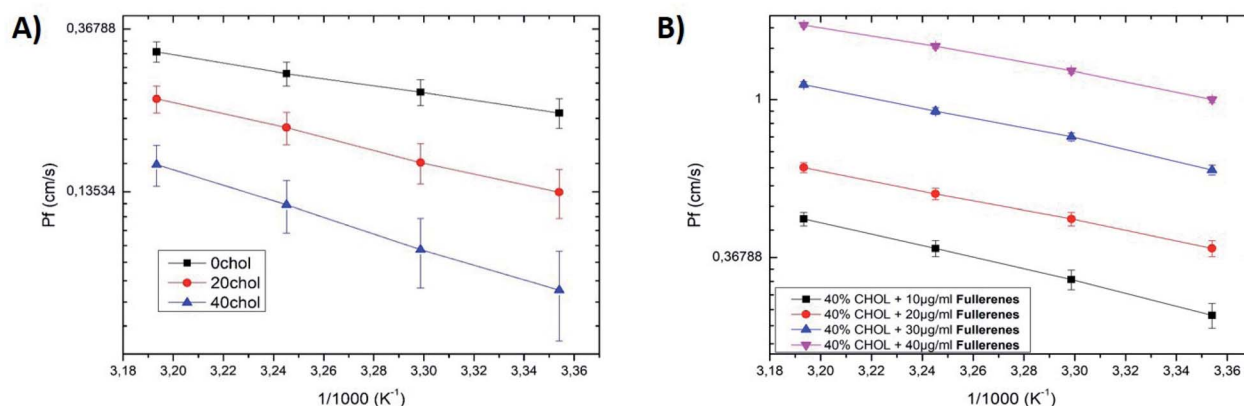 A)
0,36788
0,13534
Pf (cm/s)
0chol
20chol
40chol
3,18 3,20 3,22 3,24 3,26 3,28 3,30 3,32 3,34 3,36
1/1000 (K-1)
B)
1
0,36788
Pf (cm/s)
40% CHOL + 10µg/ml Fullerenes
40% CHOL + 20µg/ml Fullerenes
40% CHOL + 30µg/ml Fullerenes
40% CHOL + 40µg/ml Fullerenes
3,18 3,20 3,22 3,24 3,26 3,28 3,30 3,32 3,34 3,36
1/1000 (K-1)